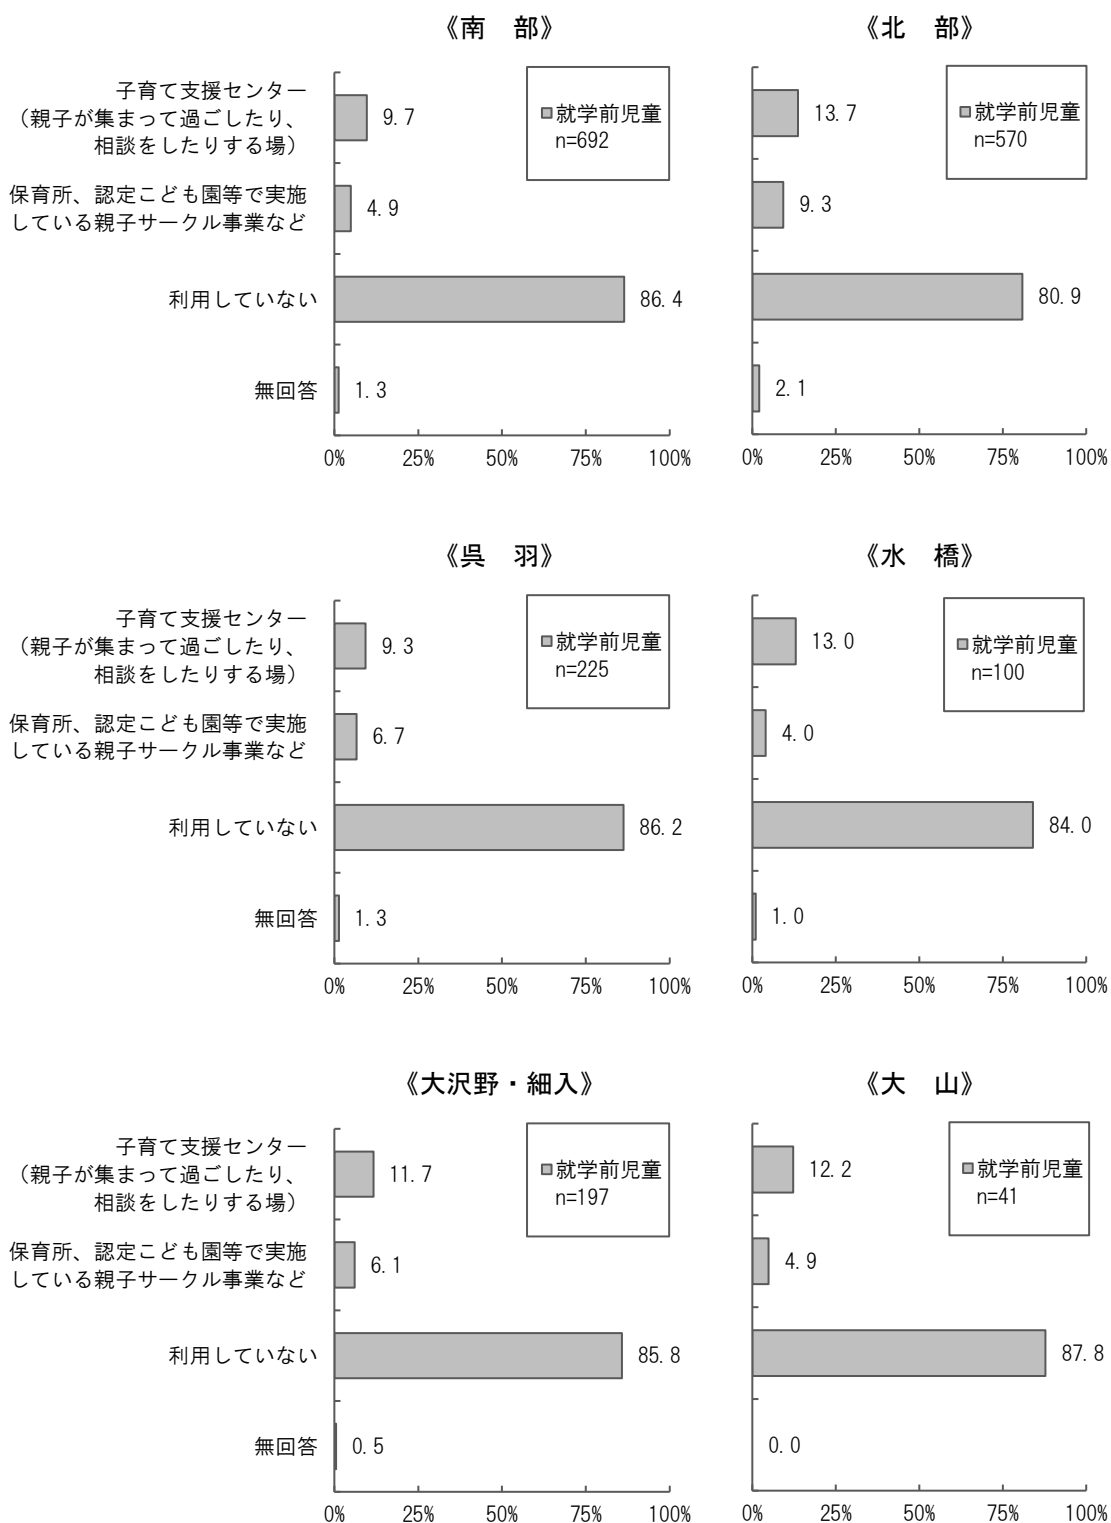 《南　部》
子育て支援センター
（親子が集まって過ごしたり、
相談をしたりする場）
保育所、認定こども園等で実施
している親子サークル事業など
利用していない
無回答
9.7
4.9
86.4
1.3
就学前児童
n=692
0% 25% 50% 75% 100%
《北　部》
13.7
9.3
80.9
2.1
就学前児童
n=570
0% 25% 50% 75% 100%
《呉　羽》
子育て支援センター
（親子が集まって過ごしたり、
相談をしたりする場）
保育所、認定こども園等で実施
している親子サークル事業など
利用していない
無回答
9.3
6.7
86.2
1.3
就学前児童
n=225
0% 25% 50% 75% 100%
《水　橋》
13.0
4.0
84.0
1.0
就学前児童
n=100
0% 25% 50% 75% 100%
《大沢野・細入》
子育て支援センター
（親子が集まって過ごしたり、
相談をしたりする場）
保育所、認定こども園等で実施
している親子サークル事業など
利用していない
無回答
11.7
6.1
85.8
0.5
就学前児童
n=197
0% 25% 50% 75% 100%
《大　山》
12.2
4.9
87.8
0.0
就学前児童
n=41
0% 25% 50% 75% 100%